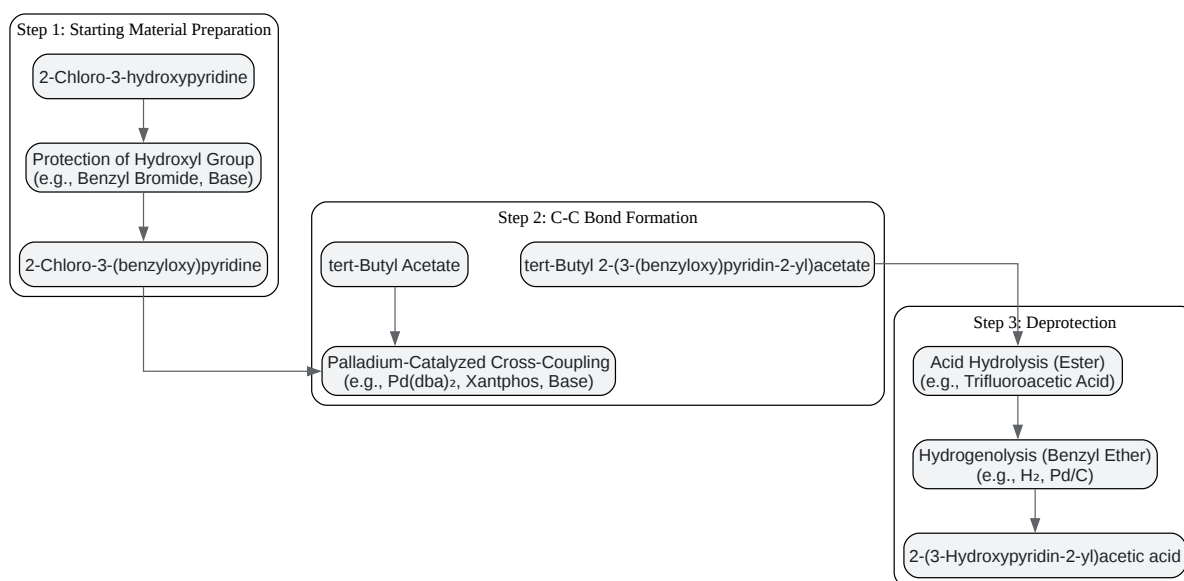 Step 1: Starting Material Preparation
2-Chloro-3-hydroxypyridine
Protection of Hydroxyl Group
(e.g., Benzyl Bromide, Base)
2-Chloro-3-(benzyloxy)pyridine
Step 2: C-C Bond Formation
tert-Butyl Acetate
tert-Butyl 2-(3-(benzyloxy)pyridin-2-yl)acetate
Palladium-Catalyzed Cross-Coupling
(e.g., Pd(dba)₂, Xantphos, Base)
Step 3: Deprotection
Acid Hydrolysis (Ester)
(e.g., Trifluoroacetic Acid)
Hydrogenolysis (Benzyl Ether)
(e.g., H₂, Pd/C)
2-(3-Hydroxypyridin-2-yl)acetic acid